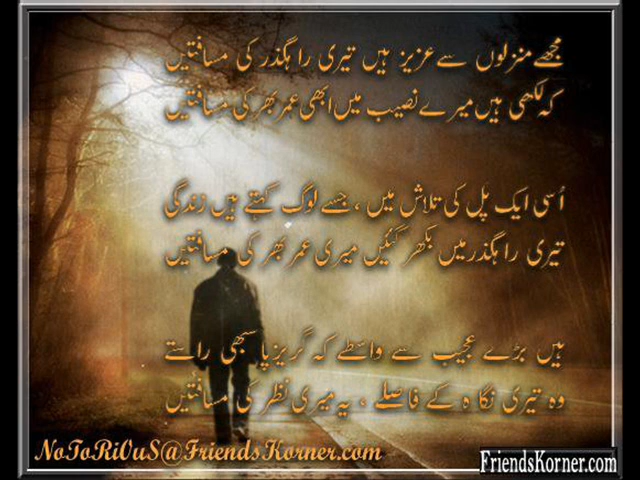 مجھے منزلوں سے عزیز ہیں تیری راہگذر کی مسافتیں
کہ لکھی ہیں میرے نصیب میں ابھی عمر بھر کی مسافتیں
اُسی ایک پل کی تلاش میں ، جسے لوگ کہتے ہیں زندگی
تیری راہگذر میں بکھر گئیں میری عمر بھر کی مسافتیں
ہیں بڑے عجیب سے واسطے کہ گریز پا سبھی راستے
وہ تیری نگاہ کے فاصلے ، یہ میری نظر کی مسافتیں
NoToRiOuS@FriendsKorner.com
FriendsKorner.com